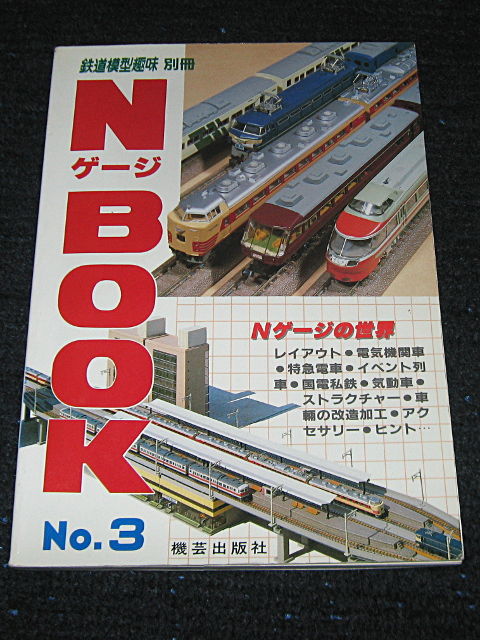 鉄道模型趣味 別冊
N
ゲージ
BOOK
No.3
Nゲージの世界
レイアウト●電気機関車
●特急電車●イベント列
車●国電私鉄●気動車●
ストラクチャー●車
輛の改造加工●アク
セサリー●ヒント…
機芸出版社